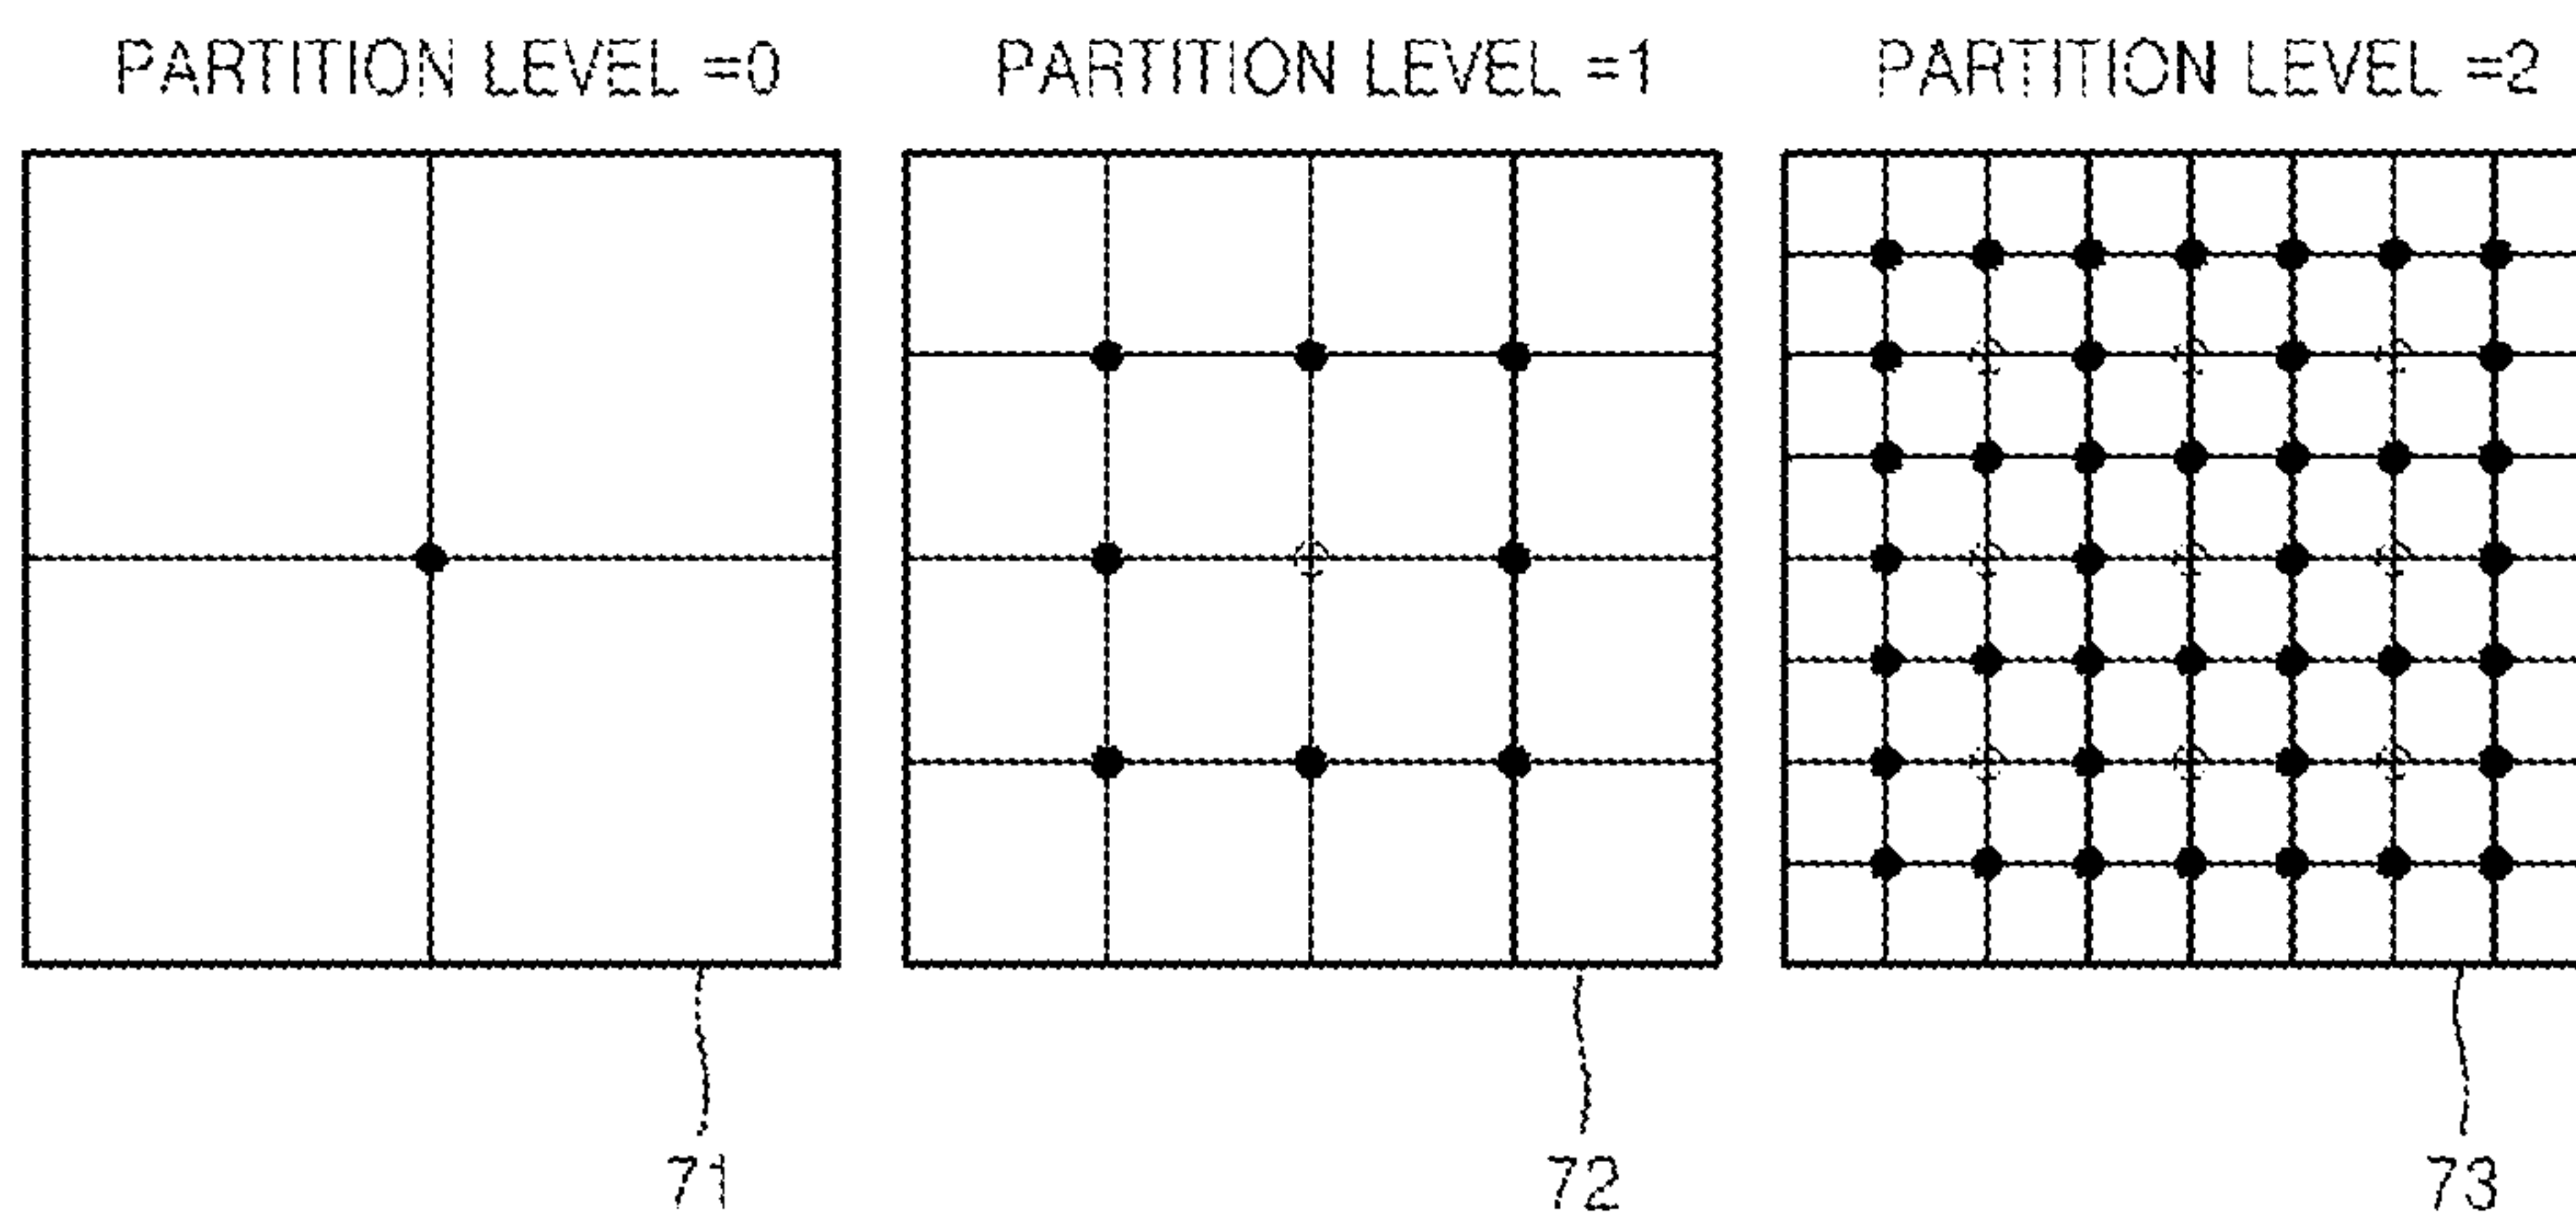 PARTITION LEVEL =0 PARTITION LEVEL =1 PARTITION LEVEL =2
71 72 73